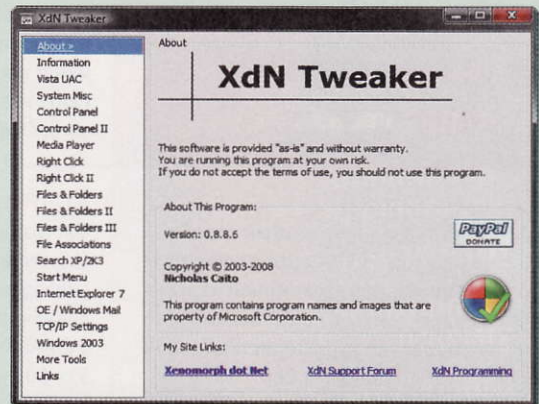 XdN Tweaker
About >
Information
Vista UAC
System Misc
Control Panel
Control Panel II
Media Player
Right Click
Right Click II
Files & Folders
Files & Folders II
Files & Folders III
File Associations
Search XP/2K3
Start Menu
Internet Explorer 7
OE / Windows Mail
TCP/IP Settings
Windows 2003
More Tools
Links
About
XdN Tweaker
This software is provided "as-is" and without warranty.
You are running this program at your own risk.
If you do not accept the terms of use, you should not use this program.
About This Program:
Version: 0.8.8.6
PayPal
DONATE
Copyright © 2003-2008
Nicholas Caito
This program contains program names and images that are
property of Microsoft Corporation.
My Site Links:
Xenomorph dot Net
XdN Support Forum
XdN Programming